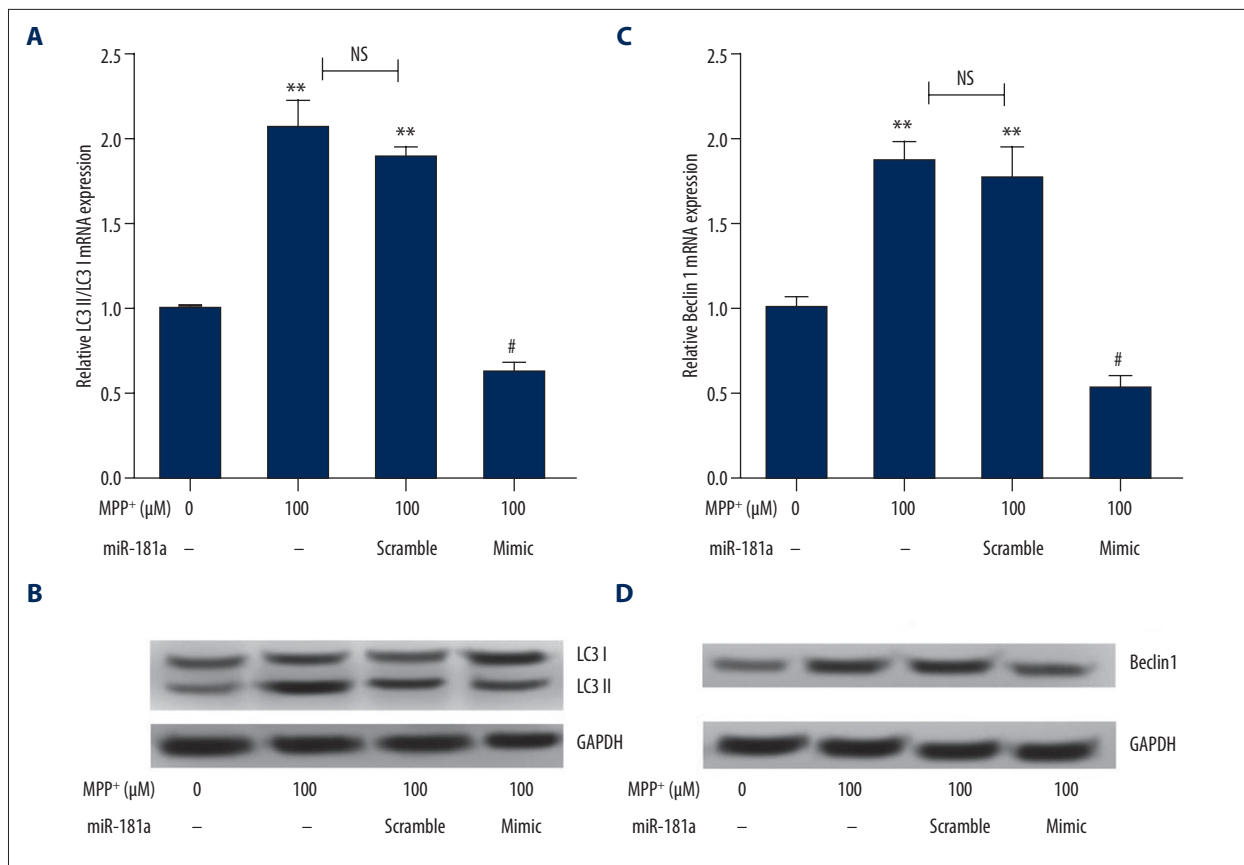 A
Relative LC3 II/LC3 I mRNA expression
2.5
2.0
1.5
1.0
0.5
0.0
NS
**
**
#
MPP+ (µM) 0 100 100 100
miR-181a – – Scramble Mimic
C
Relative Beclin 1 mRNA expression
2.5
2.0
1.5
1.0
0.5
0.0
NS
**
**
#
MPP+ (µM) 0 100 100 100
miR-181a – – Scramble Mimic
B
LC3 I
LC3 II
GAPDH
MPP+ (µM) 0 100 100 100
miR-181a – – Scramble Mimic
D
Beclin1
GAPDH
MPP+ (µM) 0 100 100 100
miR-181a – – Scramble Mimic